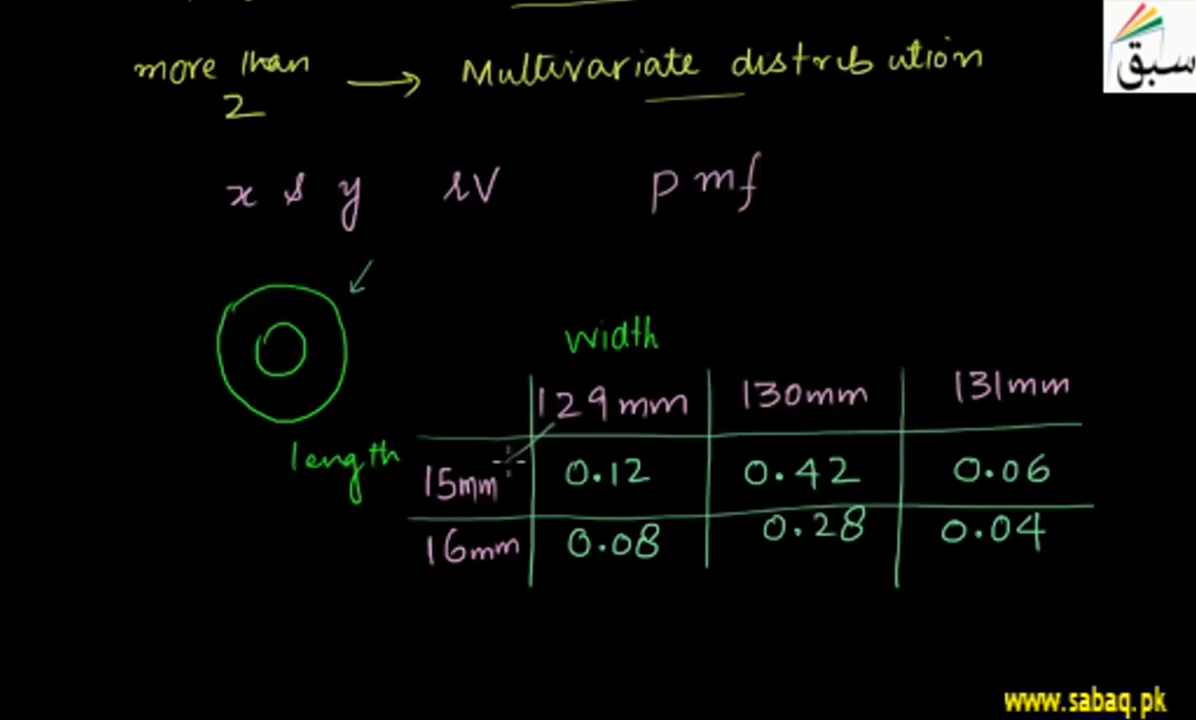 more than → Multivariate distribution
2
x & y rV pmf
width
129mm 130mm 131mm
length
15mm 0.12 0.42 0.06
16mm 0.08 0.28 0.04
سبق
www.sabaq.pk